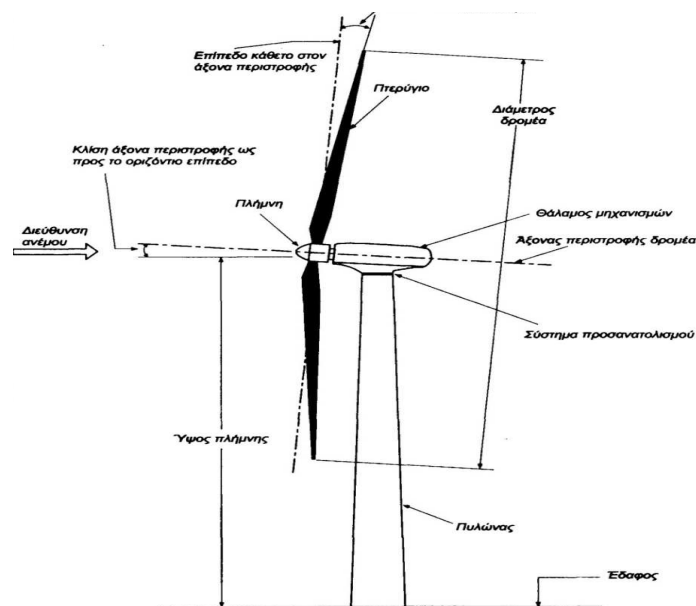 Επίπεδο κάθετο στον
άξονα περιστροφής
Πτερύγιο
Διάμετρος
δρομέα
Κλίση άξονα περιστροφής ως
προς το οριζόντιο επίπεδο
Πλήμνη
Θάλαμος μηχανισμών
Διεύθυνση
ανέμου
Άξονας περιστροφής δρομέα
Σύστημα προσανατολισμού
Ύψος πλήμνης
Πυλώνας
Έδαφος